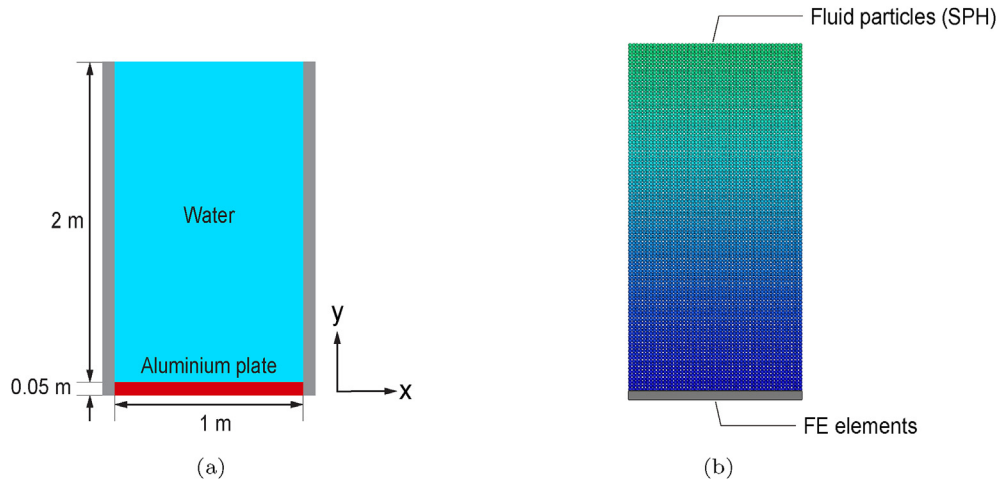 Fluid particles (SPH)
2 m
Water
y
Aluminium plate
0.05 m
x
1 m
FE elements
(a)
(b)